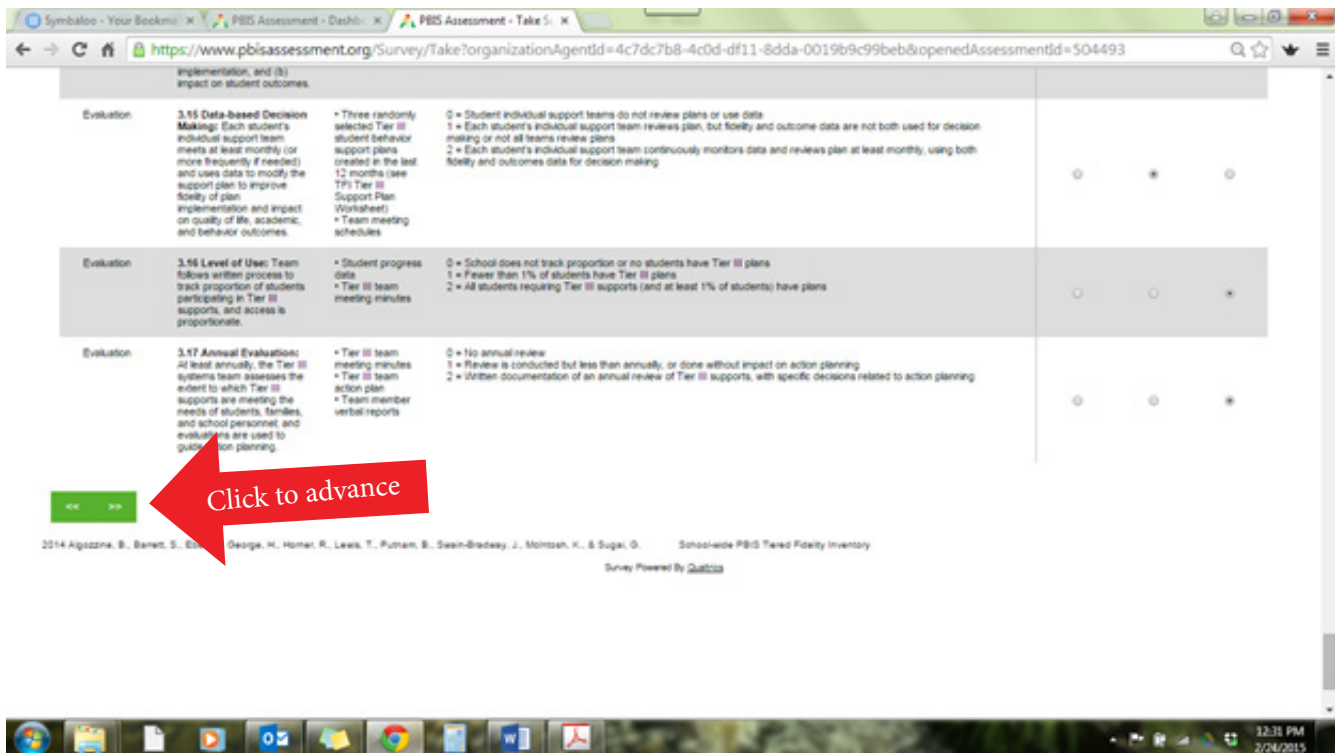 Symbaloo - Your Bookm
PBIS Assessment - Dashb
PBIS Assessment - Take S
https://www.pbisassessment.org/Survey/Take?organizationAgentId=4c7dc7b8-4c0d-df11-8dda-0019b9c99beb&openedAssessmentId=504493
implementation, and (b)
impact on student outcomes.
Evaluation
3.15 Data-based Decision
Making: Each student's
individual support team
meets at least monthly (or
more frequently if needed)
and uses data to modify the
support plan to improve
fidelity of plan
implementation and impact
on quality of life, academic,
and behavior outcomes.
• Three randomly
selected Tier III
student behavior
support plans
created in the last
12 months (see
TFI Tier III
Support Plan
Worksheet)
• Team meeting
schedules
0 = Student individual support teams do not review plans or use data
1 = Each student's individual support team reviews plan, but fidelity and outcome data are not both used for decision
making or not all teams review plans
2 = Each student's individual support team continuously monitors data and reviews plan at least monthly, using both
fidelity and outcomes data for decision making
Evaluation
3.16 Level of Use: Team
follows written process to
track proportion of students
participating in Tier III
supports, and access is
proportionate.
• Student progress
data
• Tier III team
meeting minutes
0 = School does not track proportion or no students have Tier III plans
1 = Fewer than 1% of students have Tier III plans
2 = All students requiring Tier III supports (and at least 1% of students) have plans
Evaluation
3.17 Annual Evaluation:
At least annually, the Tier III
systems team assesses the
extent to which Tier III
supports are meeting the
needs of students, families,
and school personnel; and
evaluations are used to
guide action planning.
• Tier III team
meeting minutes
• Tier III team
action plan
• Team member
verbal reports
0 = No annual review
1 = Review is conducted but less than annually, or done without impact on action planning
2 = Written documentation of an annual review of Tier III supports, with specific decisions related to action planning
<< >>
Click to advance
2014 Algozzine, B., Barrett, S., George, H., Horner, R., Lewis, T., Putnam, B., Swain-Bradway, J., McIntosh, K., & Sugai, G. School-wide PBIS Tiered Fidelity Inventory
Survey Powered By Qualtrics
12:31 PM
2/24/2015